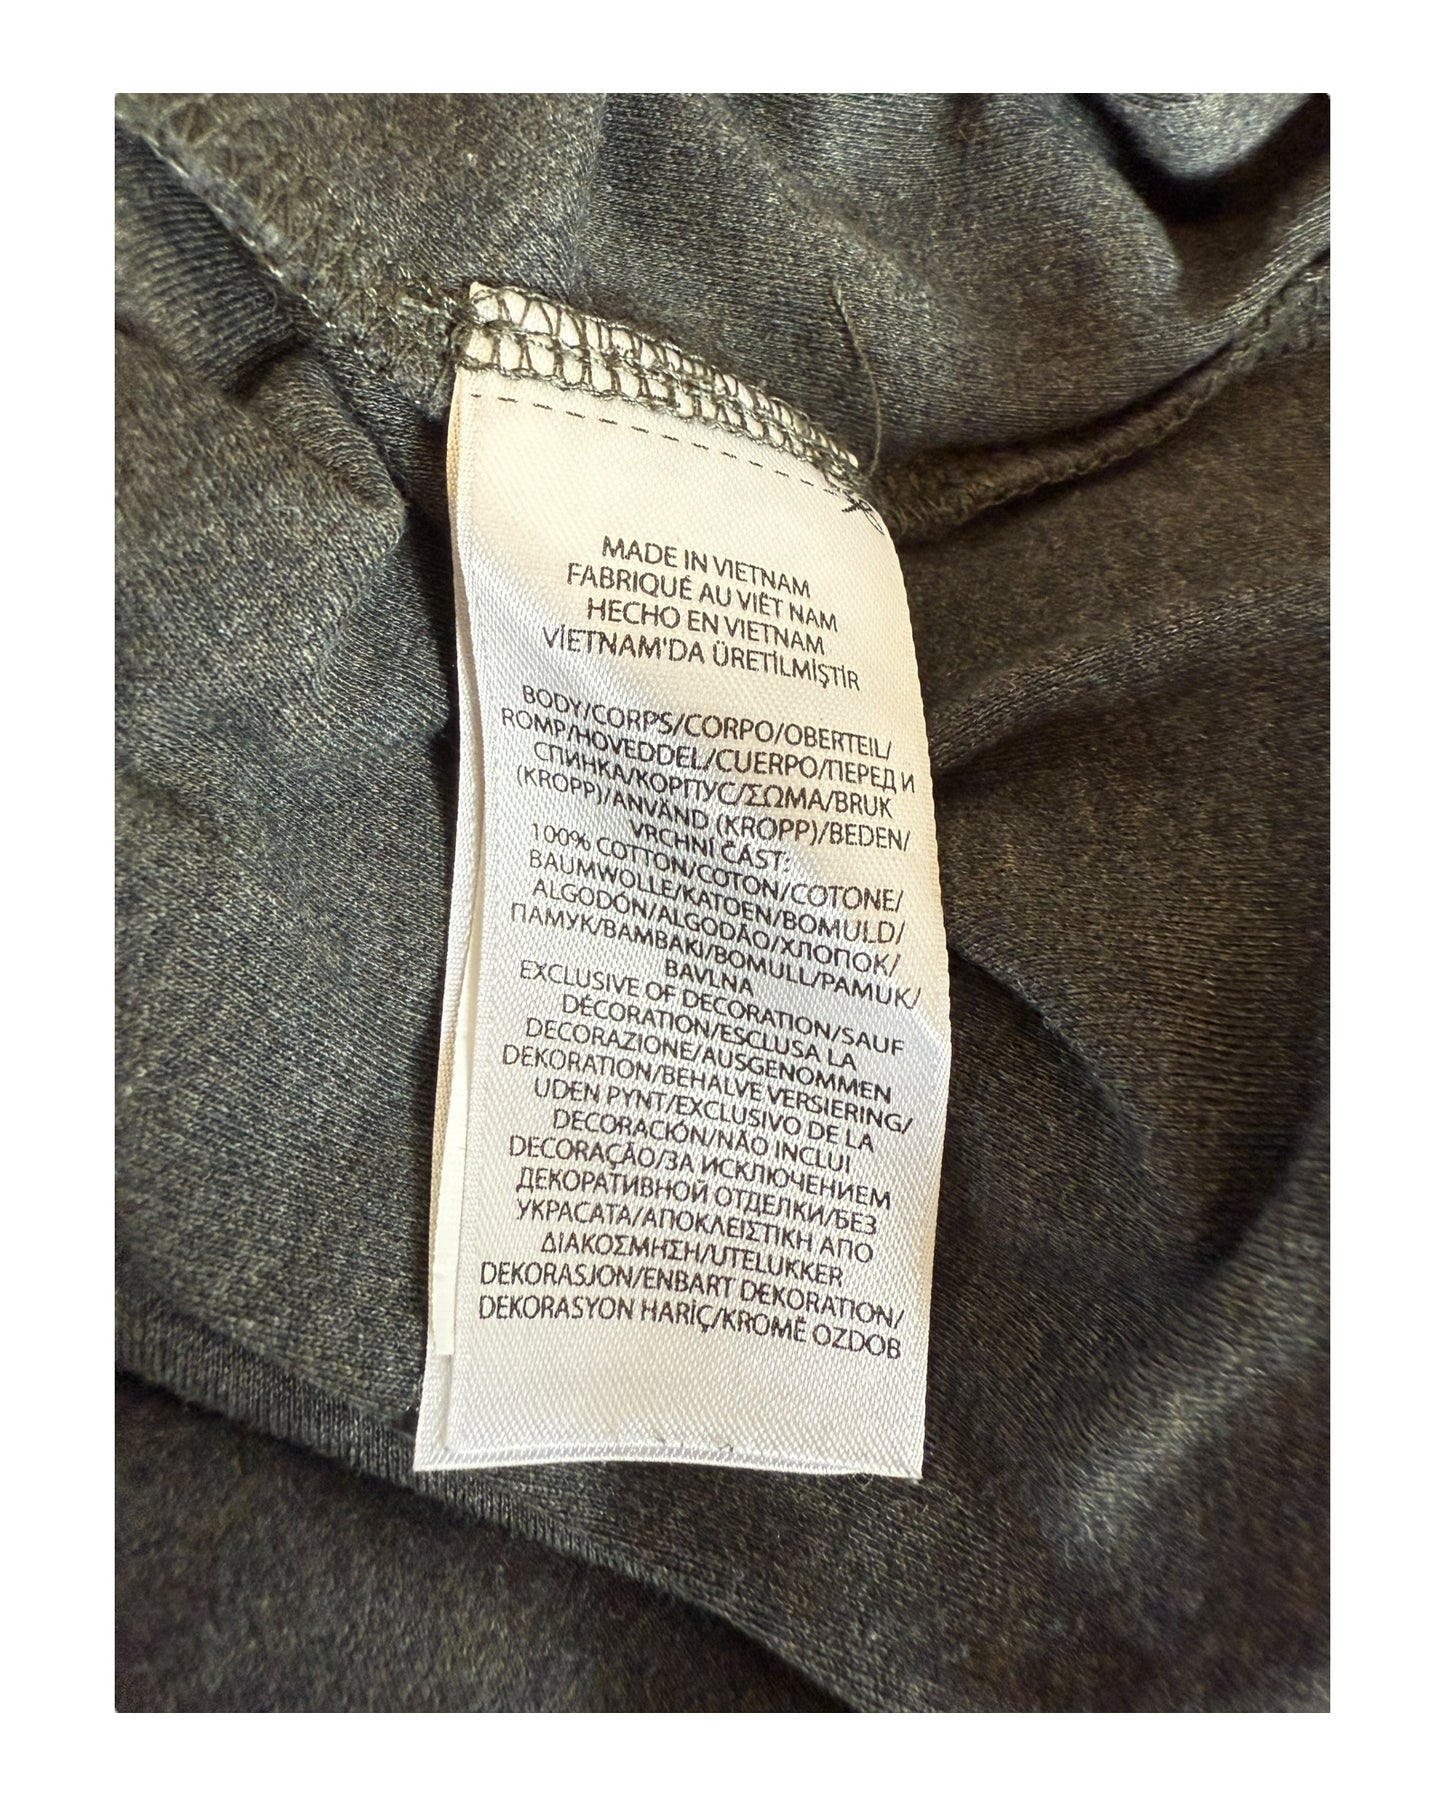 MADE IN VIETNAM
FABRIQUÉ AU VIÊT NAM
HECHO EN VIETNAM
VİETNAM'DA ÜRETİLMİŞTİR
BODY/CORPS/CORPO/OBERTEIL/
ROMP/HOVEDDEL/CUERPO/ПЕРЕД И
СПИНКА/КОРПУС/ΣΩΜΑ/BRUK
(KROPP)/ANVÄND (KROPP)/BEDEN/
VRCHNÍ ČÁST:
100% COTTON/COTON/COTONE/
BAUMWOLLE/KATOEN/BOMULD/
ALGODÓN/ALGODÃO/ХЛОПОК/
ПАМУК/ΒΑΜΒΑΚΙ/BOMULL/PAMUK/
BAVLNA
EXCLUSIVE OF DECORATION/SAUF
DÉCORATION/ESCLUSA LA
DECORAZIONE/AUSGENOMMEN
DEKORATION/BEHALVE VERSIERING/
UDEN PYNT/EXCLUSIVO DE LA
DECORACIÓN/NÃO INCLUI
DECORAÇÃO/ЗА ИСКЛЮЧЕНИЕМ
ДЕКОРАТИВНОЙ ОТДЕЛКИ/БЕЗ
УКРАСАТА/ΑΠΟΚΛΕΙΣΤΙΚΗ ΑΠΟ
ΔΙΑΚΟΣΜΗΣΗ/UTELUKKER
DEKORASJON/ENBART DEKORATION/
DEKORASYON HARİÇ/KROMĚ OZDOB